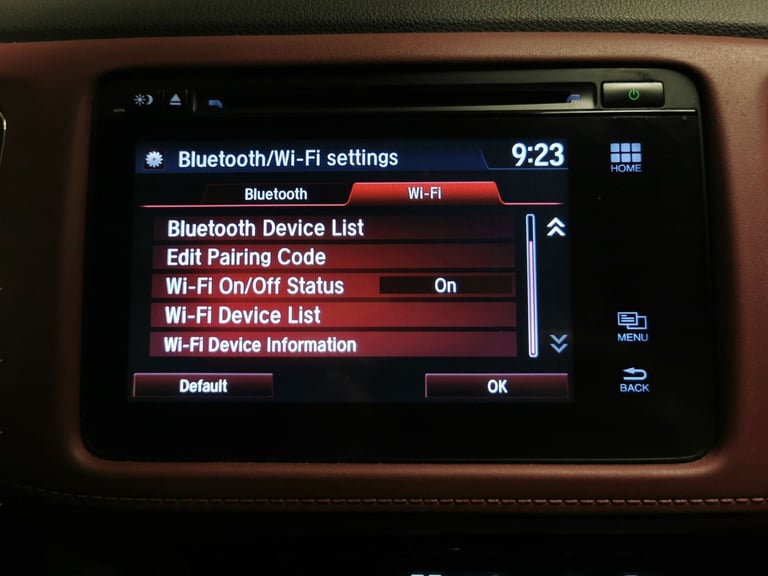 Bluetooth/Wi-Fi settings
9:23
HOME
Bluetooth
Wi-Fi
Bluetooth Device List
Edit Pairing Code
Wi-Fi On/Off Status On
Wi-Fi Device List
Wi-Fi Device Information
MENU
Default
OK
BACK